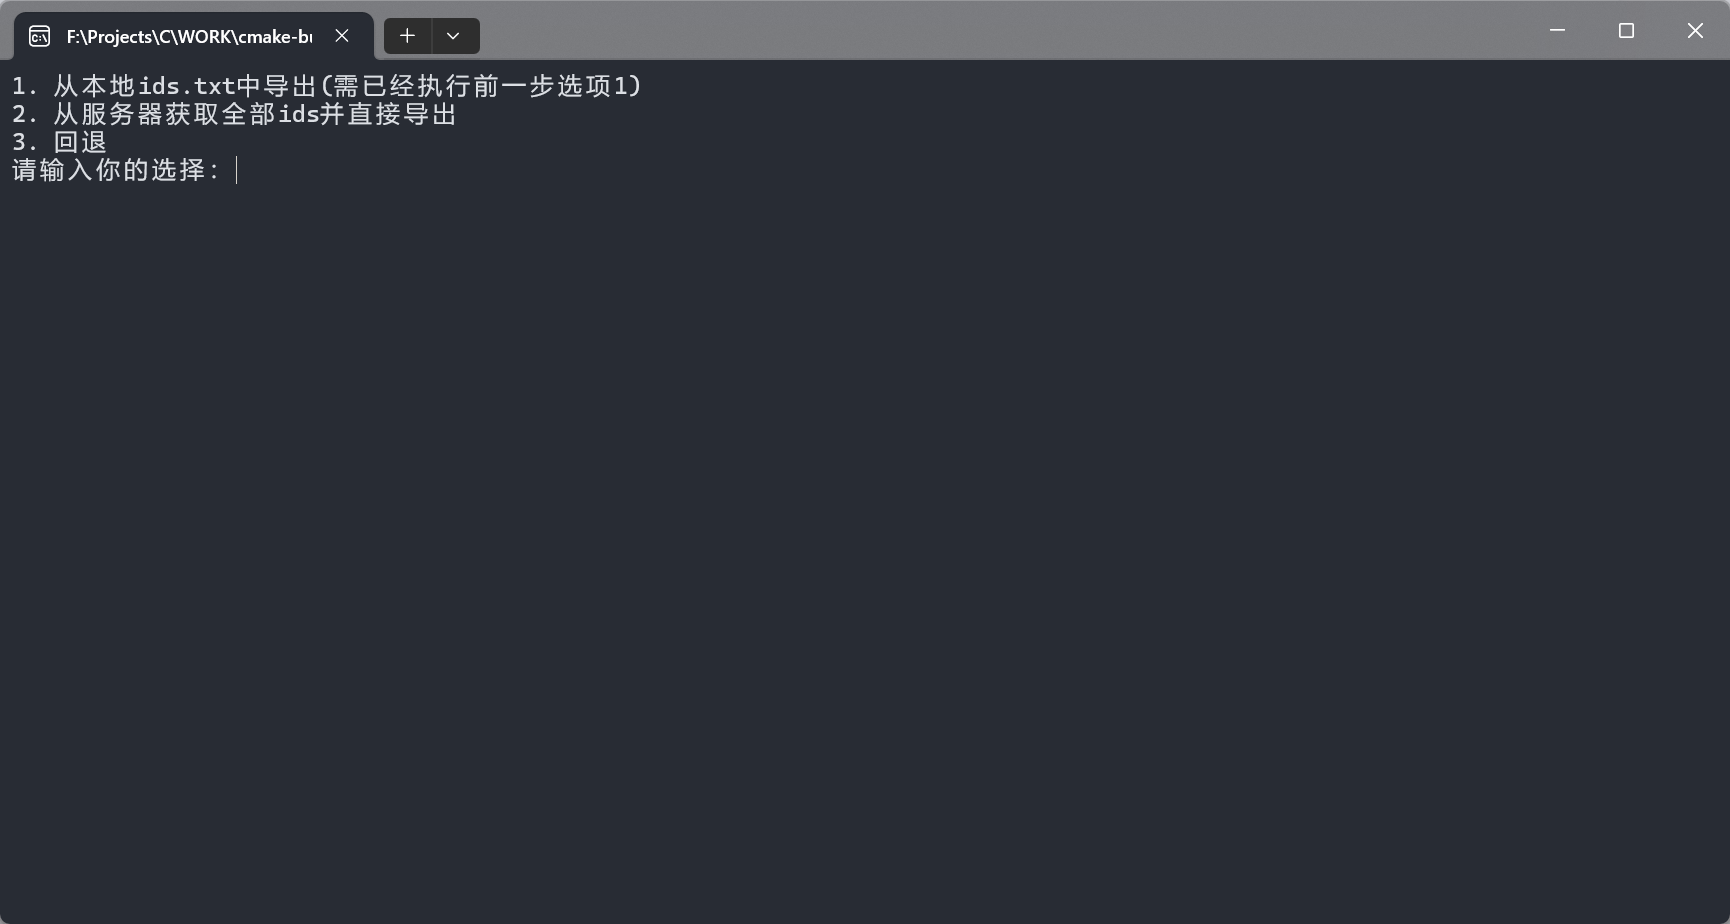 F:\Projects\C\WORK\cmake-bu
1. 从本地ids.txt中导出(需已经执行前一步选项1)
2. 从服务器获取全部ids并直接导出
3. 回退
请输入你的选择: